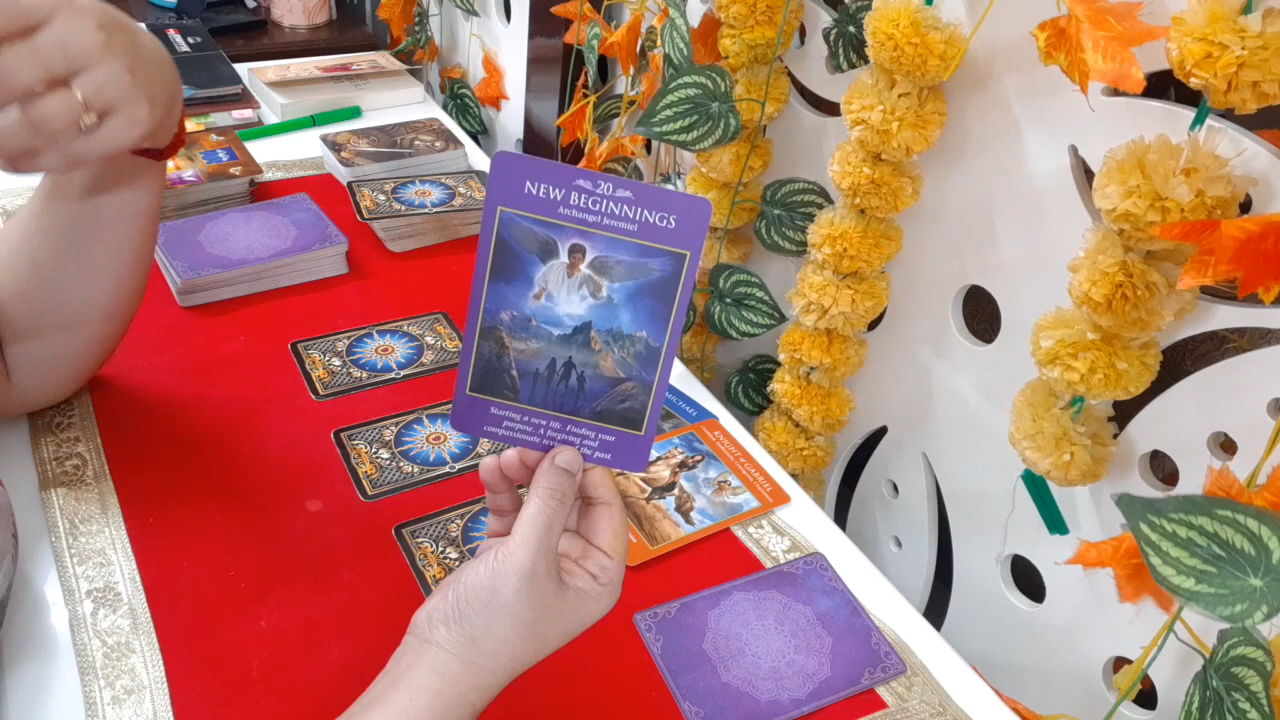 20
NEW BEGINNINGS
Archangel Jeremiel
Starting a new life. Finding your
purpose. A forgiving and
compassionate of the past.
MICHAEL
KNIGHT of GABRIEL